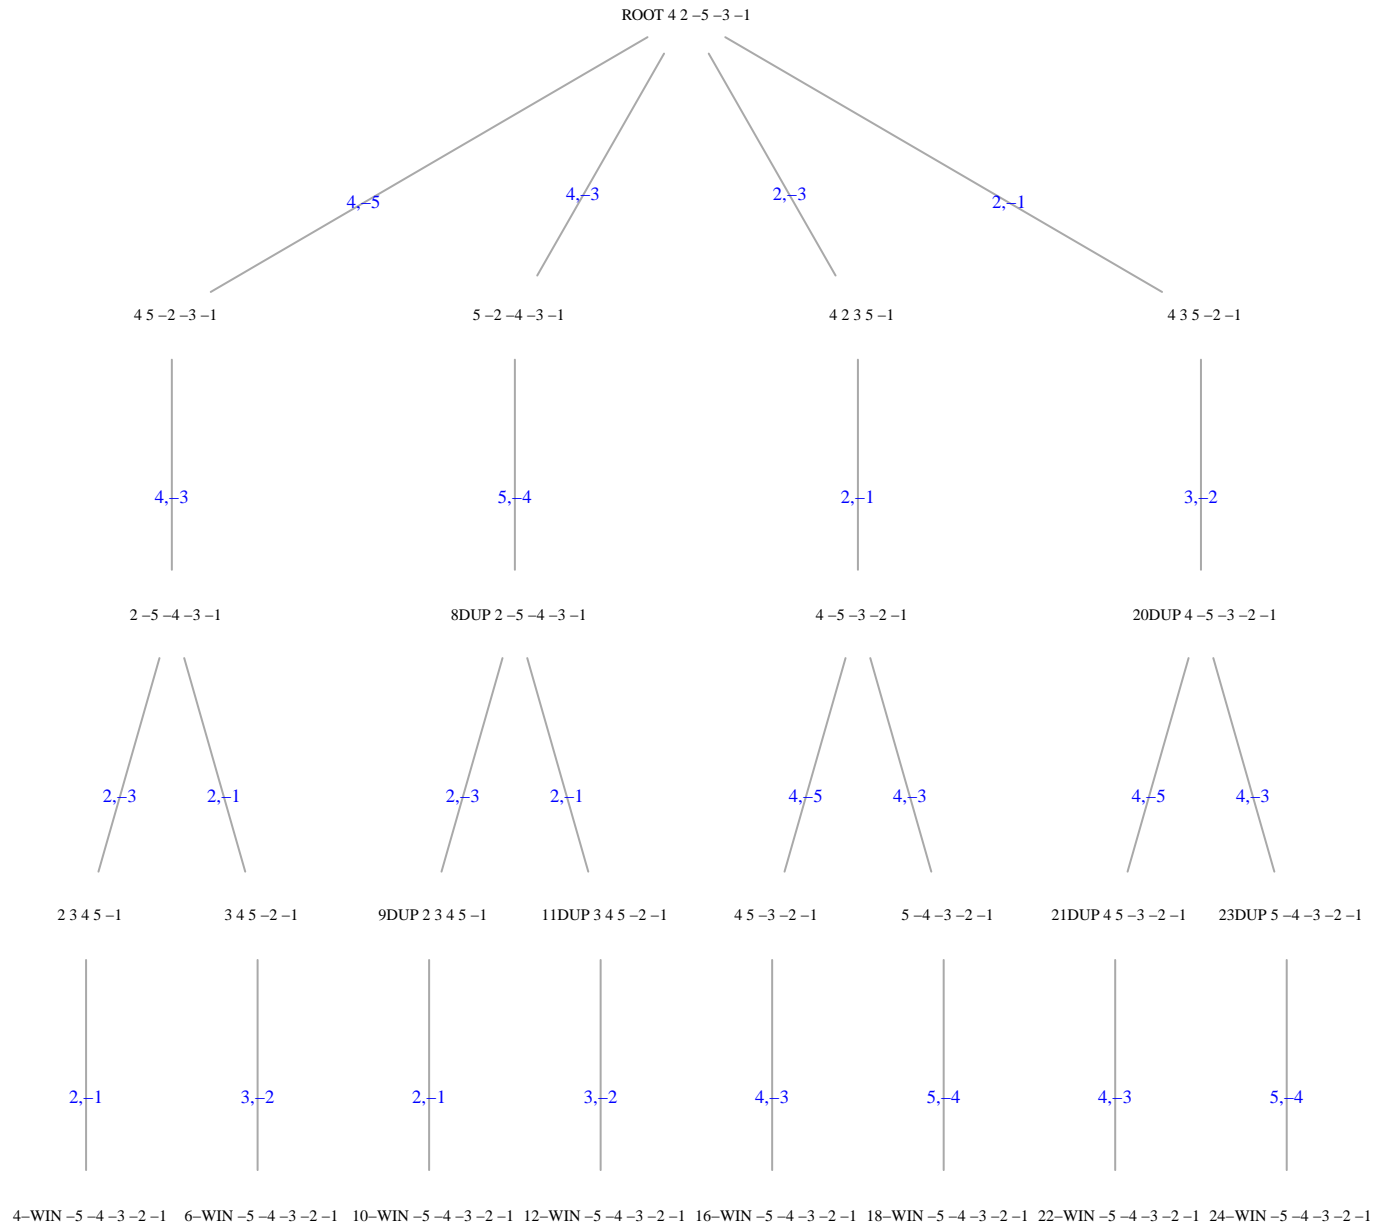 ROOT 4 2 –5 –3 –1
4,–5 4,–3 2,–3 2,–1
4 5 –2 –3 –1 5 –2 –4 –3 –1 4 2 3 5 –1 4 3 5 –2 –1
4,–3 5,–4 2,–1 3,–2
2 –5 –4 –3 –1 8DUP 2 –5 –4 –3 –1 4 –5 –3 –2 –1 20DUP 4 –5 –3 –2 –1
2,–3 2,–1 2,–3 2,–1 4,–5 4,–3 4,–5 4,–3
2 3 4 5 –1 3 4 5 –2 –1 9DUP 2 3 4 5 –1 11DUP 3 4 5 –2 –1 4 5 –3 –2 –1 5 –4 –3 –2 –1 21DUP 4 5 –3 –2 –1 23DUP 5 –4 –3 –2 –1
2,–1 3,–2 2,–1 3,–2 4,–3 5,–4 4,–3 5,–4
4–WIN –5 –4 –3 –2 –1 6–WIN –5 –4 –3 –2 –1 10–WIN –5 –4 –3 –2 –1 12–WIN –5 –4 –3 –2 –1 16–WIN –5 –4 –3 –2 –1 18–WIN –5 –4 –3 –2 –1 22–WIN –5 –4 –3 –2 –1 24–WIN –5 –4 –3 –2 –1